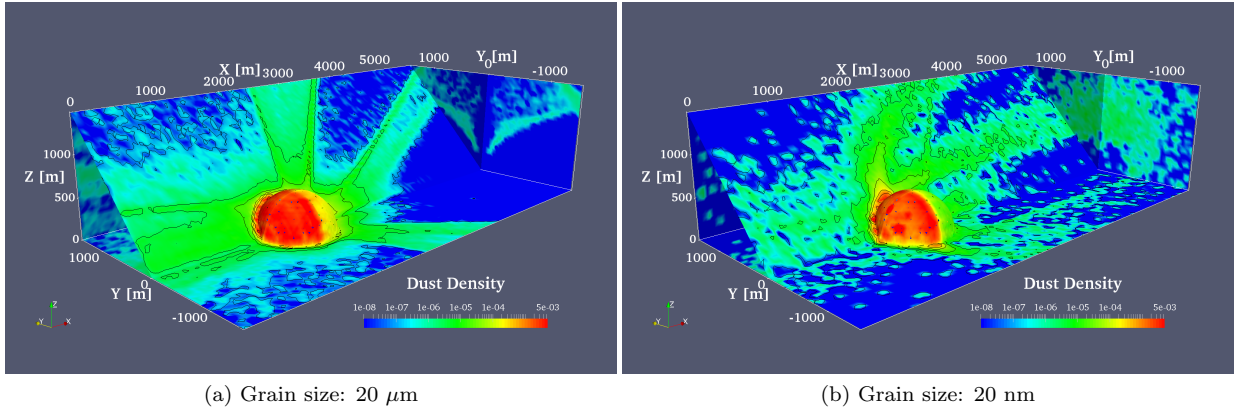 X [m]
0
1000
2000
3000
4000
5000
1000
Y
0
[m]
-1000
1000
Z [m]
500
0
1000
0
Y [m]
-1000
Dust Density
1e-08 1e-07 1e-06 1e-05 1e-04 5e-03
Z
Y X
(a) Grain size: 20 μm
X [m]
0
1000
2000
3000
4000
5000
1000
Y
0
[m]
-1000
1000
Z [m]
500
0
1000
0
Y [m]
-1000
Dust Density
1e-08 1e-07 1e-06 1e-05 1e-04 5e-03
Z
Y X
(b) Grain size: 20 nm